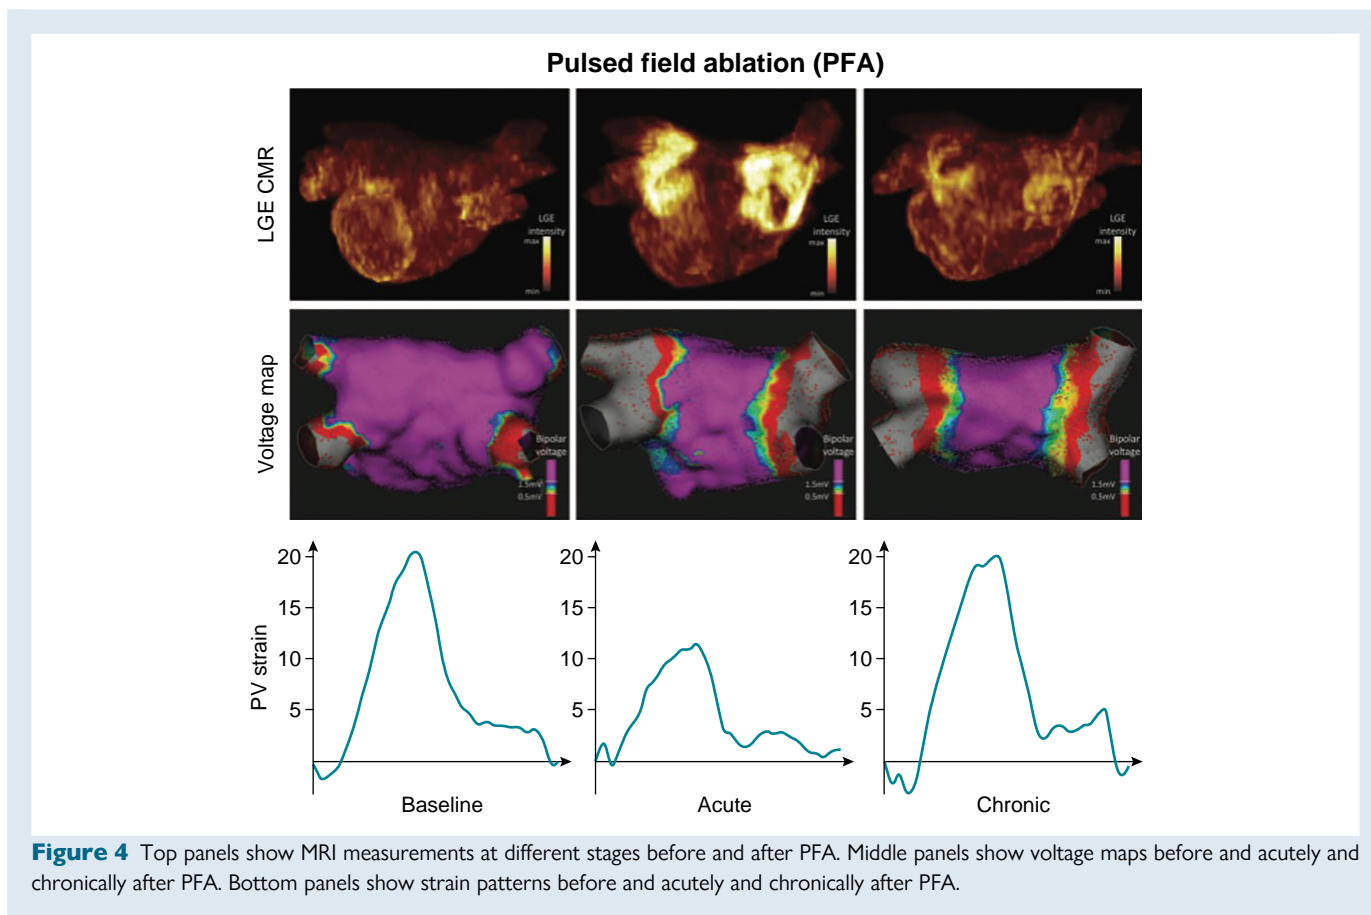 Pulsed field ablation (PFA)
LGE CMR
LGE
intensity
max
min
LGE
intensity
max
min
LGE
intensity
max
min
Voltage map
Bipolar
voltage
1.5mV
0.5mV
Bipolar
voltage
1.5mV
0.5mV
Bipolar
voltage
1.5mV
0.5mV
PV strain
20
15
10
5
Baseline
20
15
10
5
Acute
20
15
10
5
Chronic
Figure 4 Top panels show MRI measurements at different stages before and after PFA. Middle panels show voltage maps before and acutely and
chronically after PFA. Bottom panels show strain patterns before and acutely and chronically after PFA.